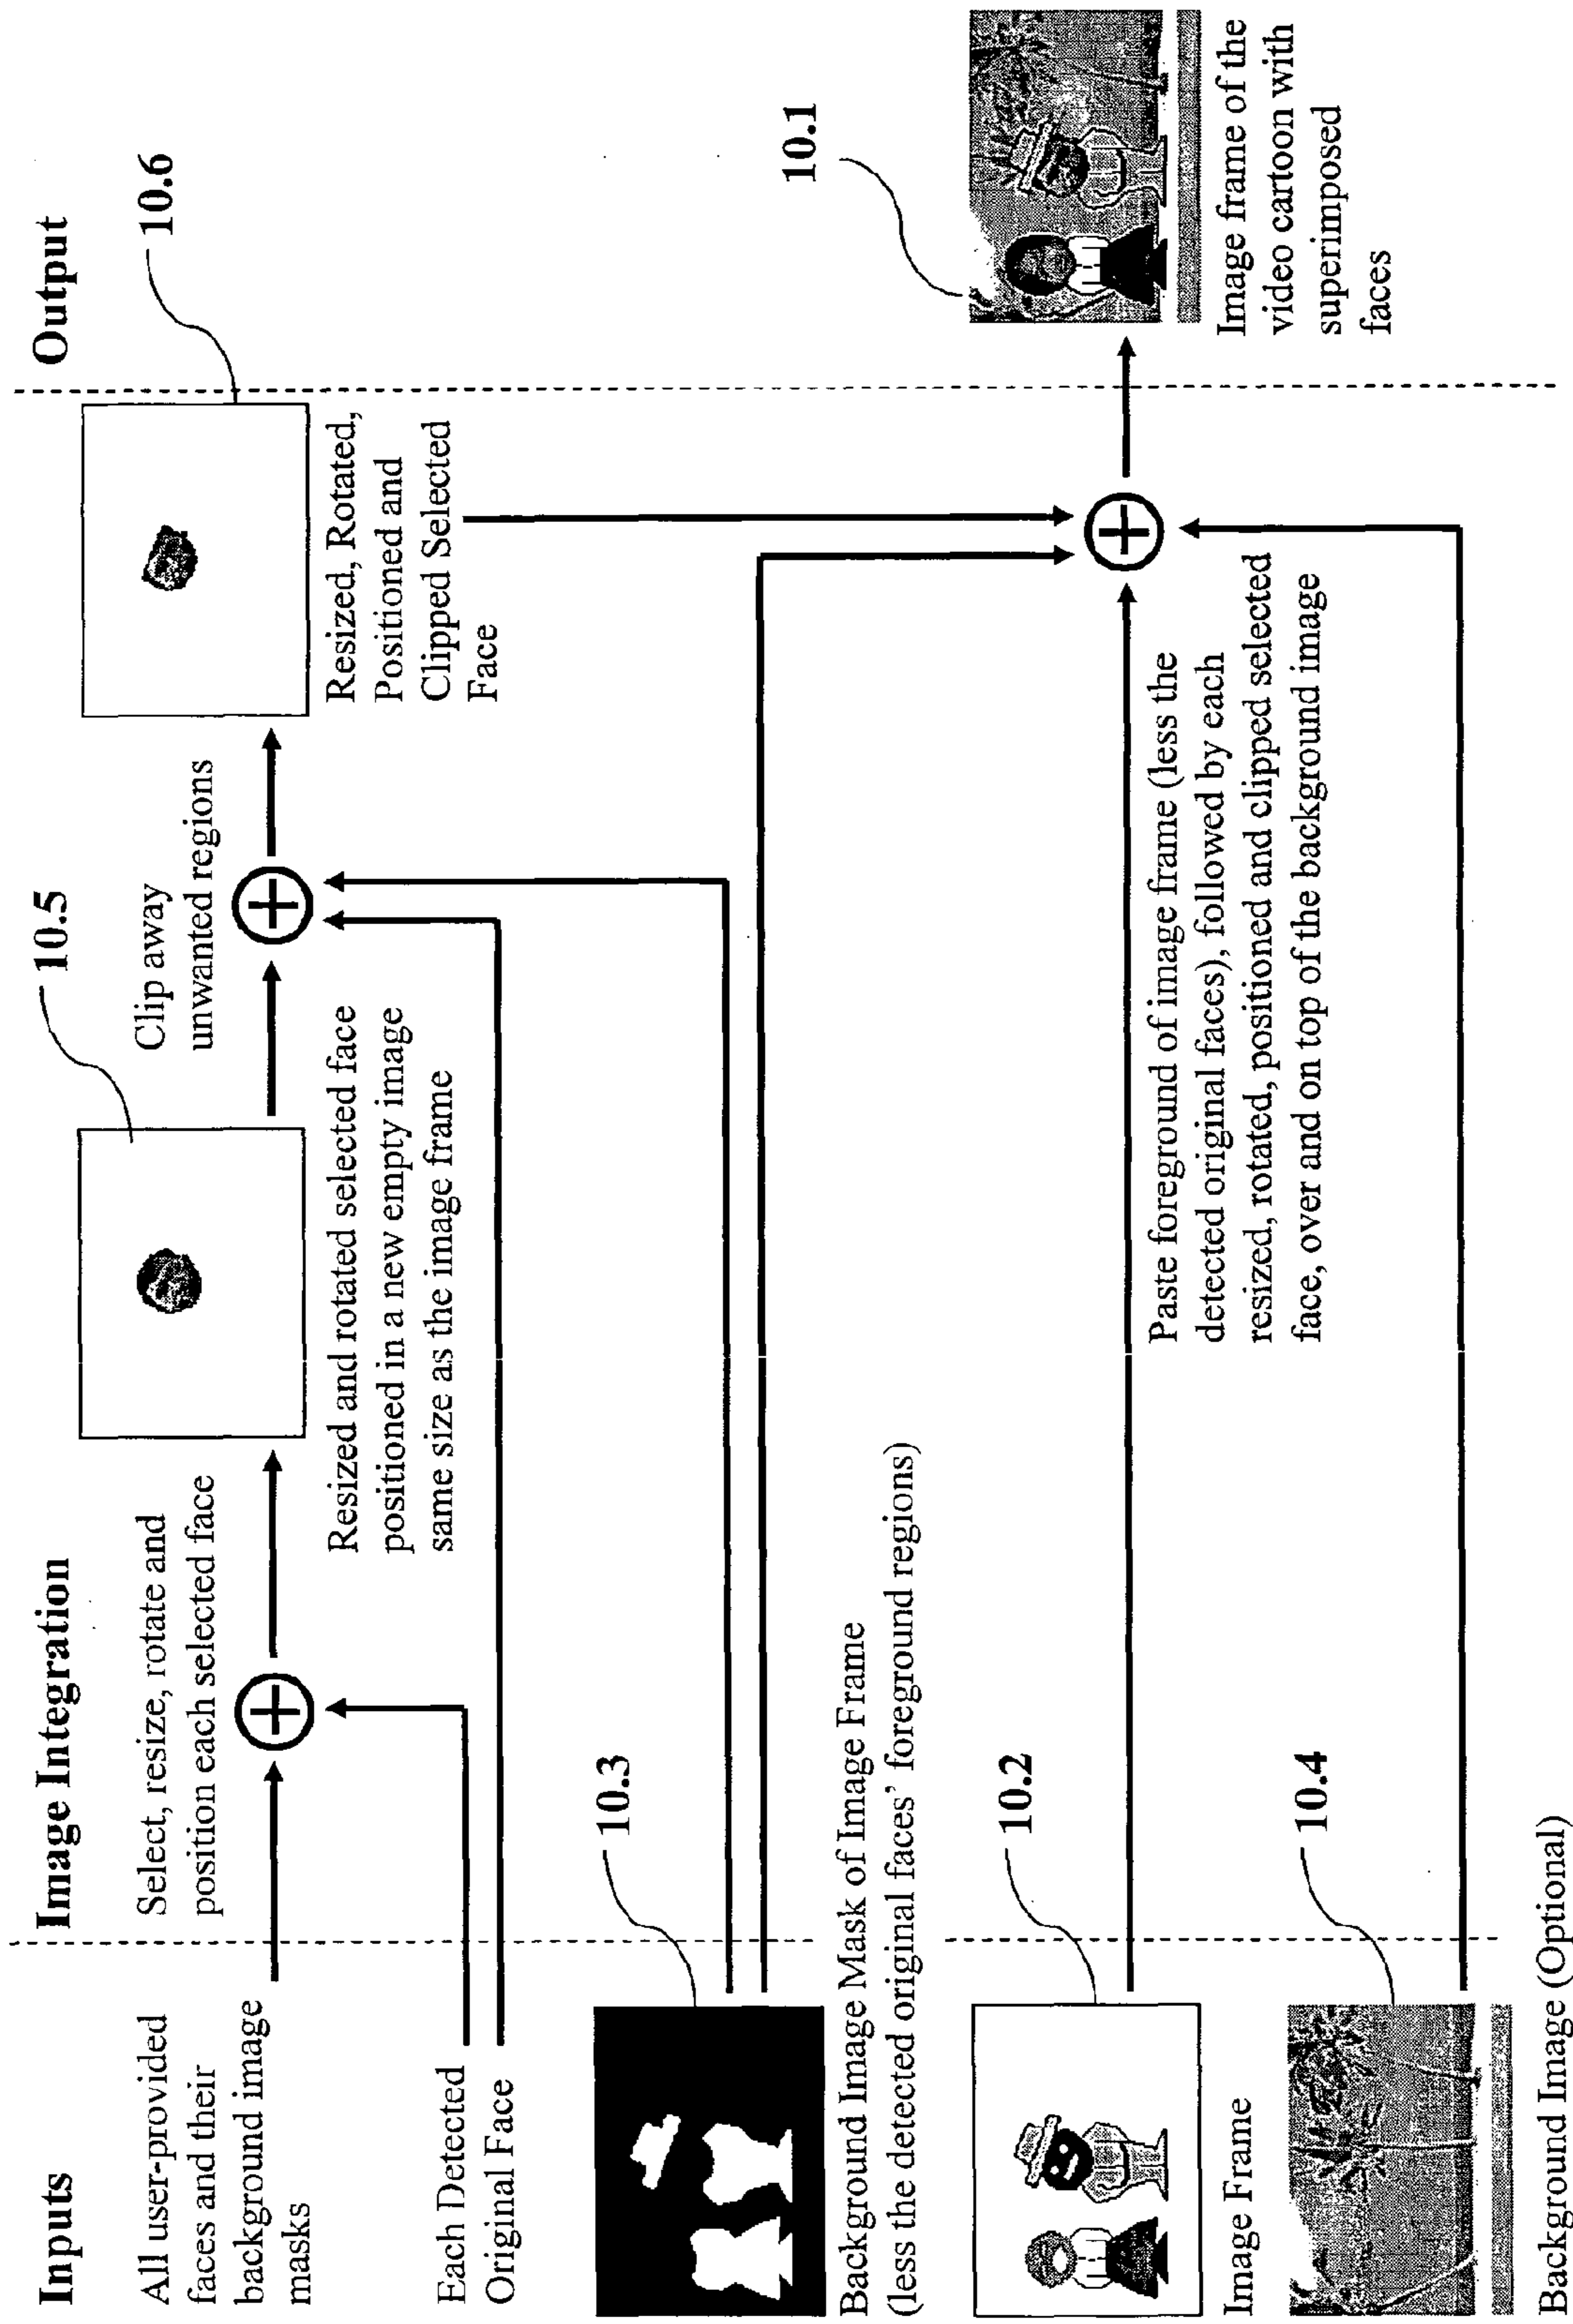 Inputs
Image Integration
Output
All user-provided
faces and their
background image
masks
Select, resize, rotate and
position each selected face
10.5
Clip away
unwanted regions
10.6
Resized and rotated selected face
positioned in a new empty image
same size as the image frame
Resized, Rotated,
Positioned and
Clipped Selected
Face
Each Detected
Original Face
10.3
Background Image Mask of Image Frame
(less the detected original faces’ foreground regions)
10.2
Image Frame
10.4
Background Image (Optional)
Paste foreground of image frame (less the
detected original faces), followed by each
resized, rotated, positioned and clipped selected
face, over and on top of the background image
10.1
Image frame of the
video cartoon with
superimposed
faces